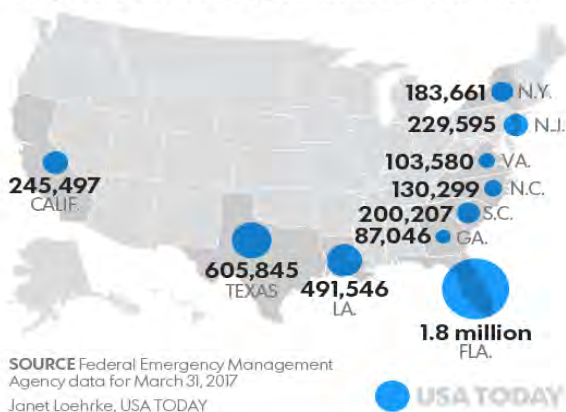 183,661 N.Y.
229,595 N.J.
103,580 VA.
130,299 N.C.
200,207 S.C.
87,046 GA.
245,497
CALIF.
605,845
TEXAS
491,546
LA.
1.8 million
FLA.
SOURCE Federal Emergency Management
Agency data for March 31, 2017
Janet Loehrke, USA TODAY
USA TODAY